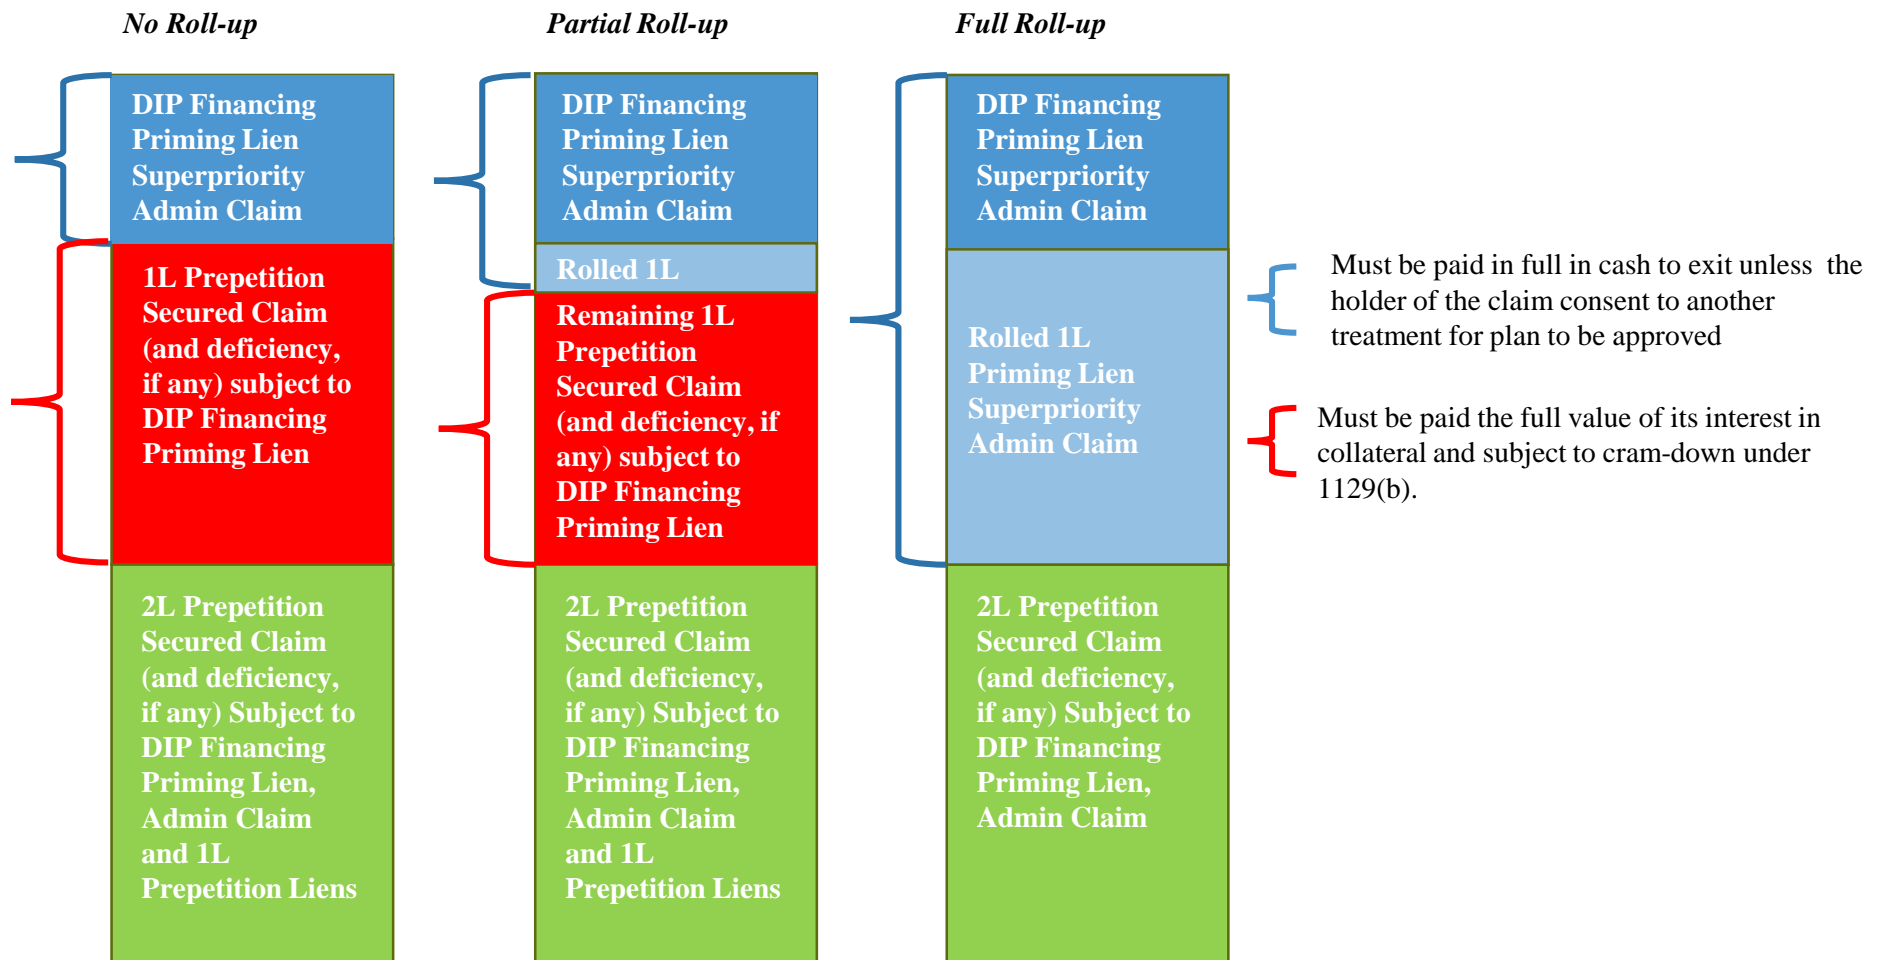 No Roll-up
Partial Roll-up
Full Roll-up
DIP Financing
Priming Lien
Superpriority
Admin Claim
1L Prepetition
Secured Claim
(and deficiency,
if any) subject to
DIP Financing
Priming Lien
2L Prepetition
Secured Claim
(and deficiency,
if any) Subject to
DIP Financing
Priming Lien,
Admin Claim
and 1L
Prepetition Liens
DIP Financing
Priming Lien
Superpriority
Admin Claim
Rolled 1L
Remaining 1L
Prepetition
Secured Claim
(and deficiency, if
any) subject to
DIP Financing
Priming Lien
2L Prepetition
Secured Claim
(and deficiency,
if any) Subject to
DIP Financing
Priming Lien,
Admin Claim
and 1L
Prepetition Liens
DIP Financing
Priming Lien
Superpriority
Admin Claim
Rolled 1L
Priming Lien
Superpriority
Admin Claim
2L Prepetition
Secured Claim
(and deficiency,
if any) Subject to
DIP Financing
Priming Lien,
Admin Claim
Must be paid in full in cash to exit unless the
holder of the claim consent to another
treatment for plan to be approved
Must be paid the full value of its interest in
collateral and subject to cram-down under
1129(b).